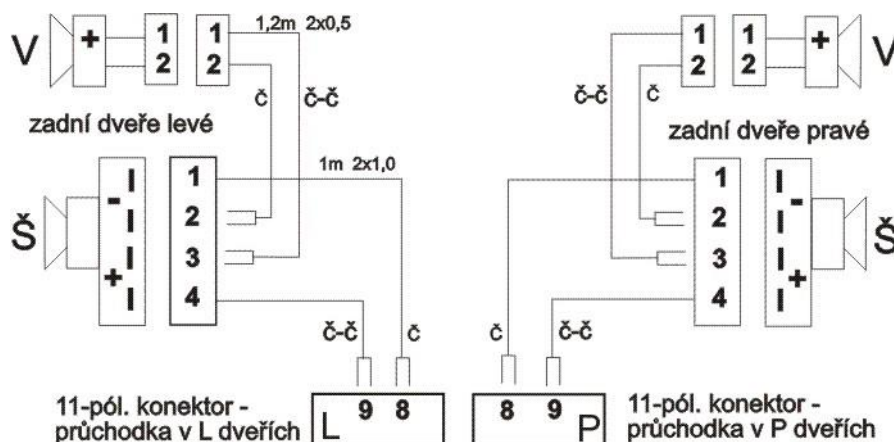 V + 1 1 1,2m 2x0,5 1 1 + V
2 2 2 2
č č-č č-č č
zadní dveře levé zadní dveře pravé
1 1m 2x1,0 1
- 2 2 -
Š 3 3 Š
+ 4 4 +
č-č č č č-č
11-pól. konektor -
průchodka v L dveřích
L 9 8
8 9 P
11-pól. konektor -
průchodka v P dveřích